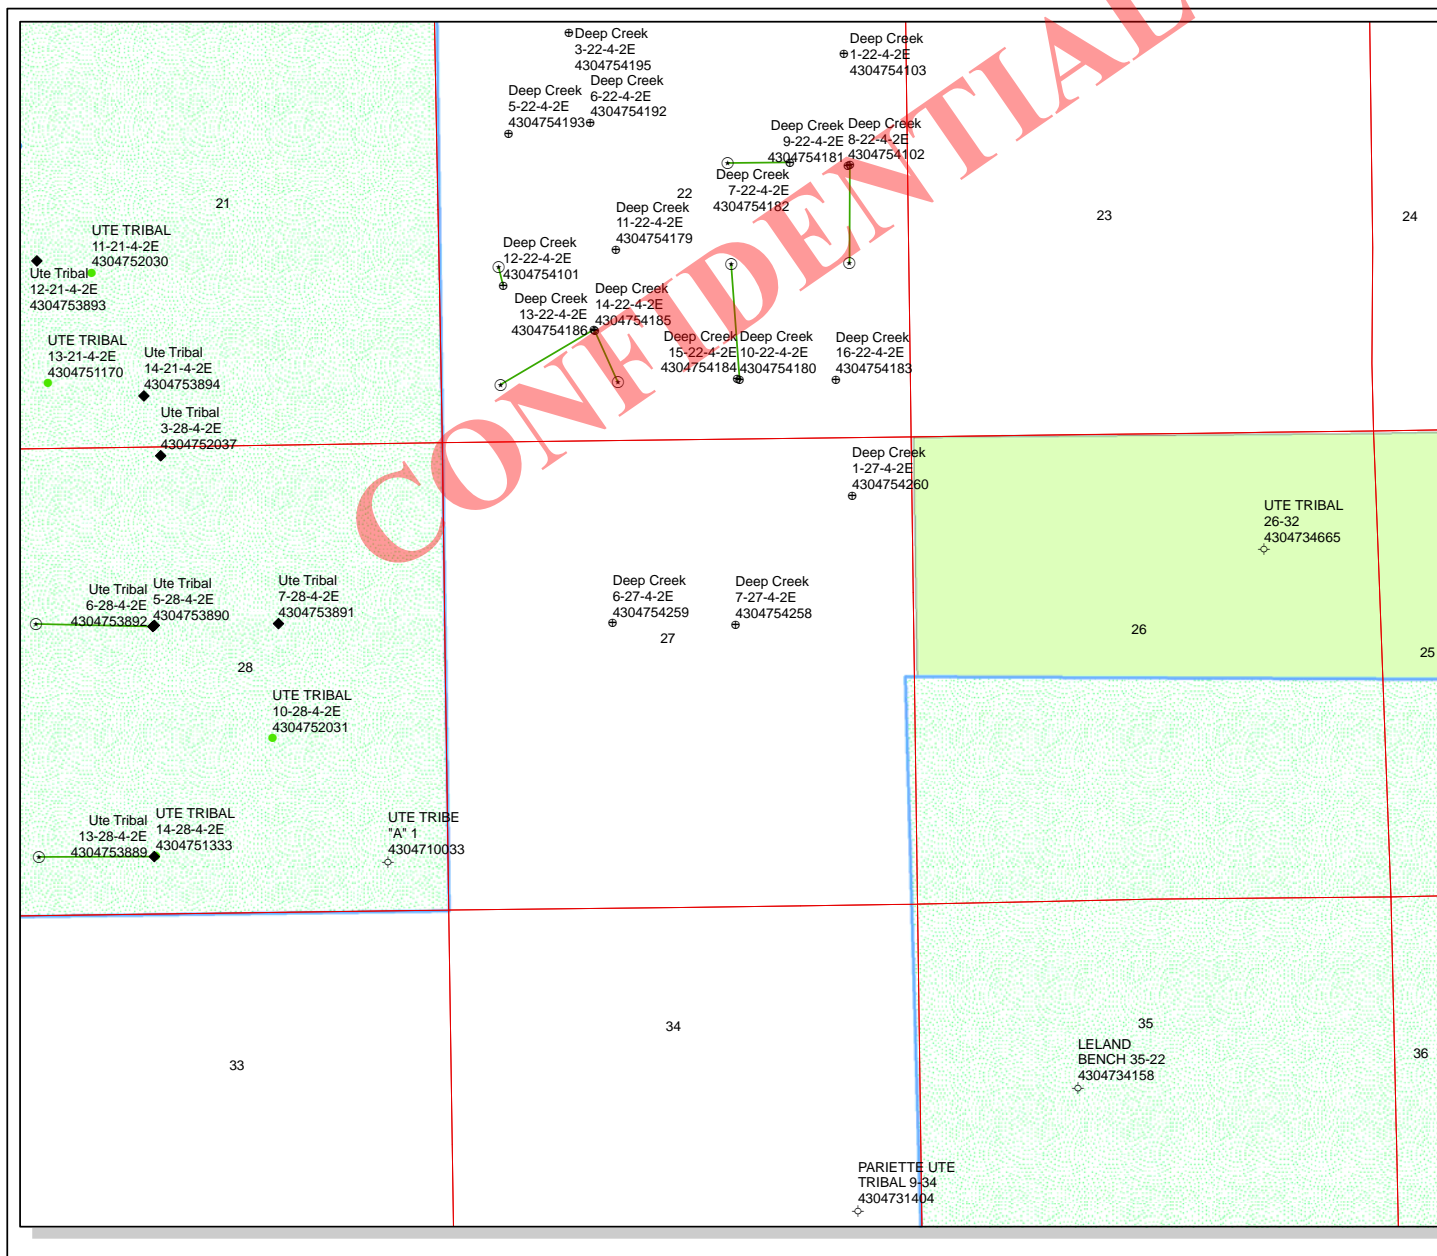 Deep Creek
3-22-4-2E
4304754195
Deep Creek
1-22-4-2E
4304754103
Deep Creek
6-22-4-2E
4304754192
Deep Creek
5-22-4-2E
4304754193
Deep Creek
9-22-4-2E
4304754181
Deep Creek
8-22-4-2E
4304754102
Deep Creek
7-22-4-2E
4304754182
22
21
23
24
Deep Creek
11-22-4-2E
4304754179
UTE TRIBAL
11-21-4-2E
4304752030
Ute Tribal
12-21-4-2E
4304753893
Deep Creek
12-22-4-2E
4304754101
Deep Creek
13-22-4-2E
4304754186
Deep Creek
14-22-4-2E
4304754185
Deep Creek
15-22-4-2E
4304754184
Deep Creek
10-22-4-2E
4304754180
Deep Creek
16-22-4-2E
4304754183
UTE TRIBAL
13-21-4-2E
4304751170
Ute Tribal
14-21-4-2E
4304753894
Ute Tribal
3-28-4-2E
4304752037
CONFIDENTIAL
Deep Creek
1-27-4-2E
4304754260
UTE TRIBAL
26-32
4304734665
Ute Tribal
6-28-4-2E
4304753892
Ute Tribal
5-28-4-2E
4304753890
Ute Tribal
7-28-4-2E
4304753891
Deep Creek
6-27-4-2E
4304754259
Deep Creek
7-27-4-2E
4304754258
27
26
25
28
UTE TRIBAL
10-28-4-2E
4304752031
Ute Tribal
13-28-4-2E
4304753889
UTE TRIBAL
14-28-4-2E
4304751333
UTE TRIBE
"A" 1
4304710033
34
35
33
36
LELAND
BENCH 35-22
4304734158
PARIETTE UTE
TRIBAL 9-34
4304731404